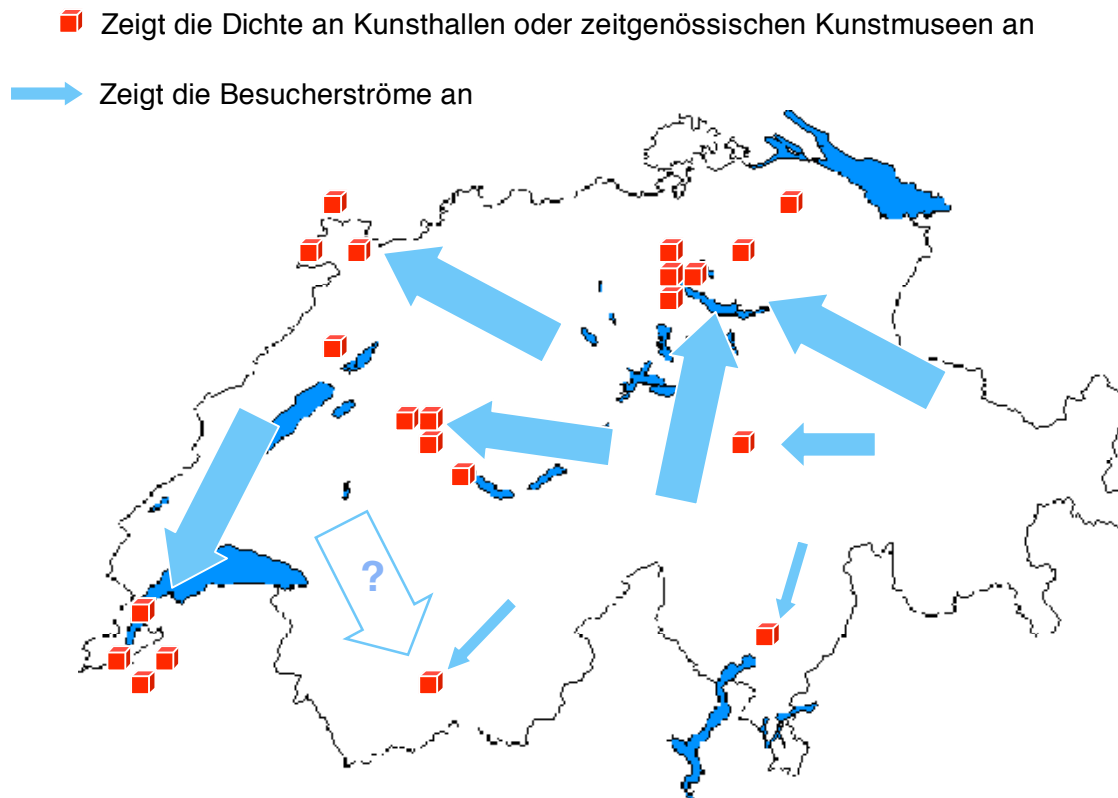 Zeigt die Dichte an Kunsthallen oder zeitgenössischen Kunstmuseen an
Zeigt die Besucherströme an
?